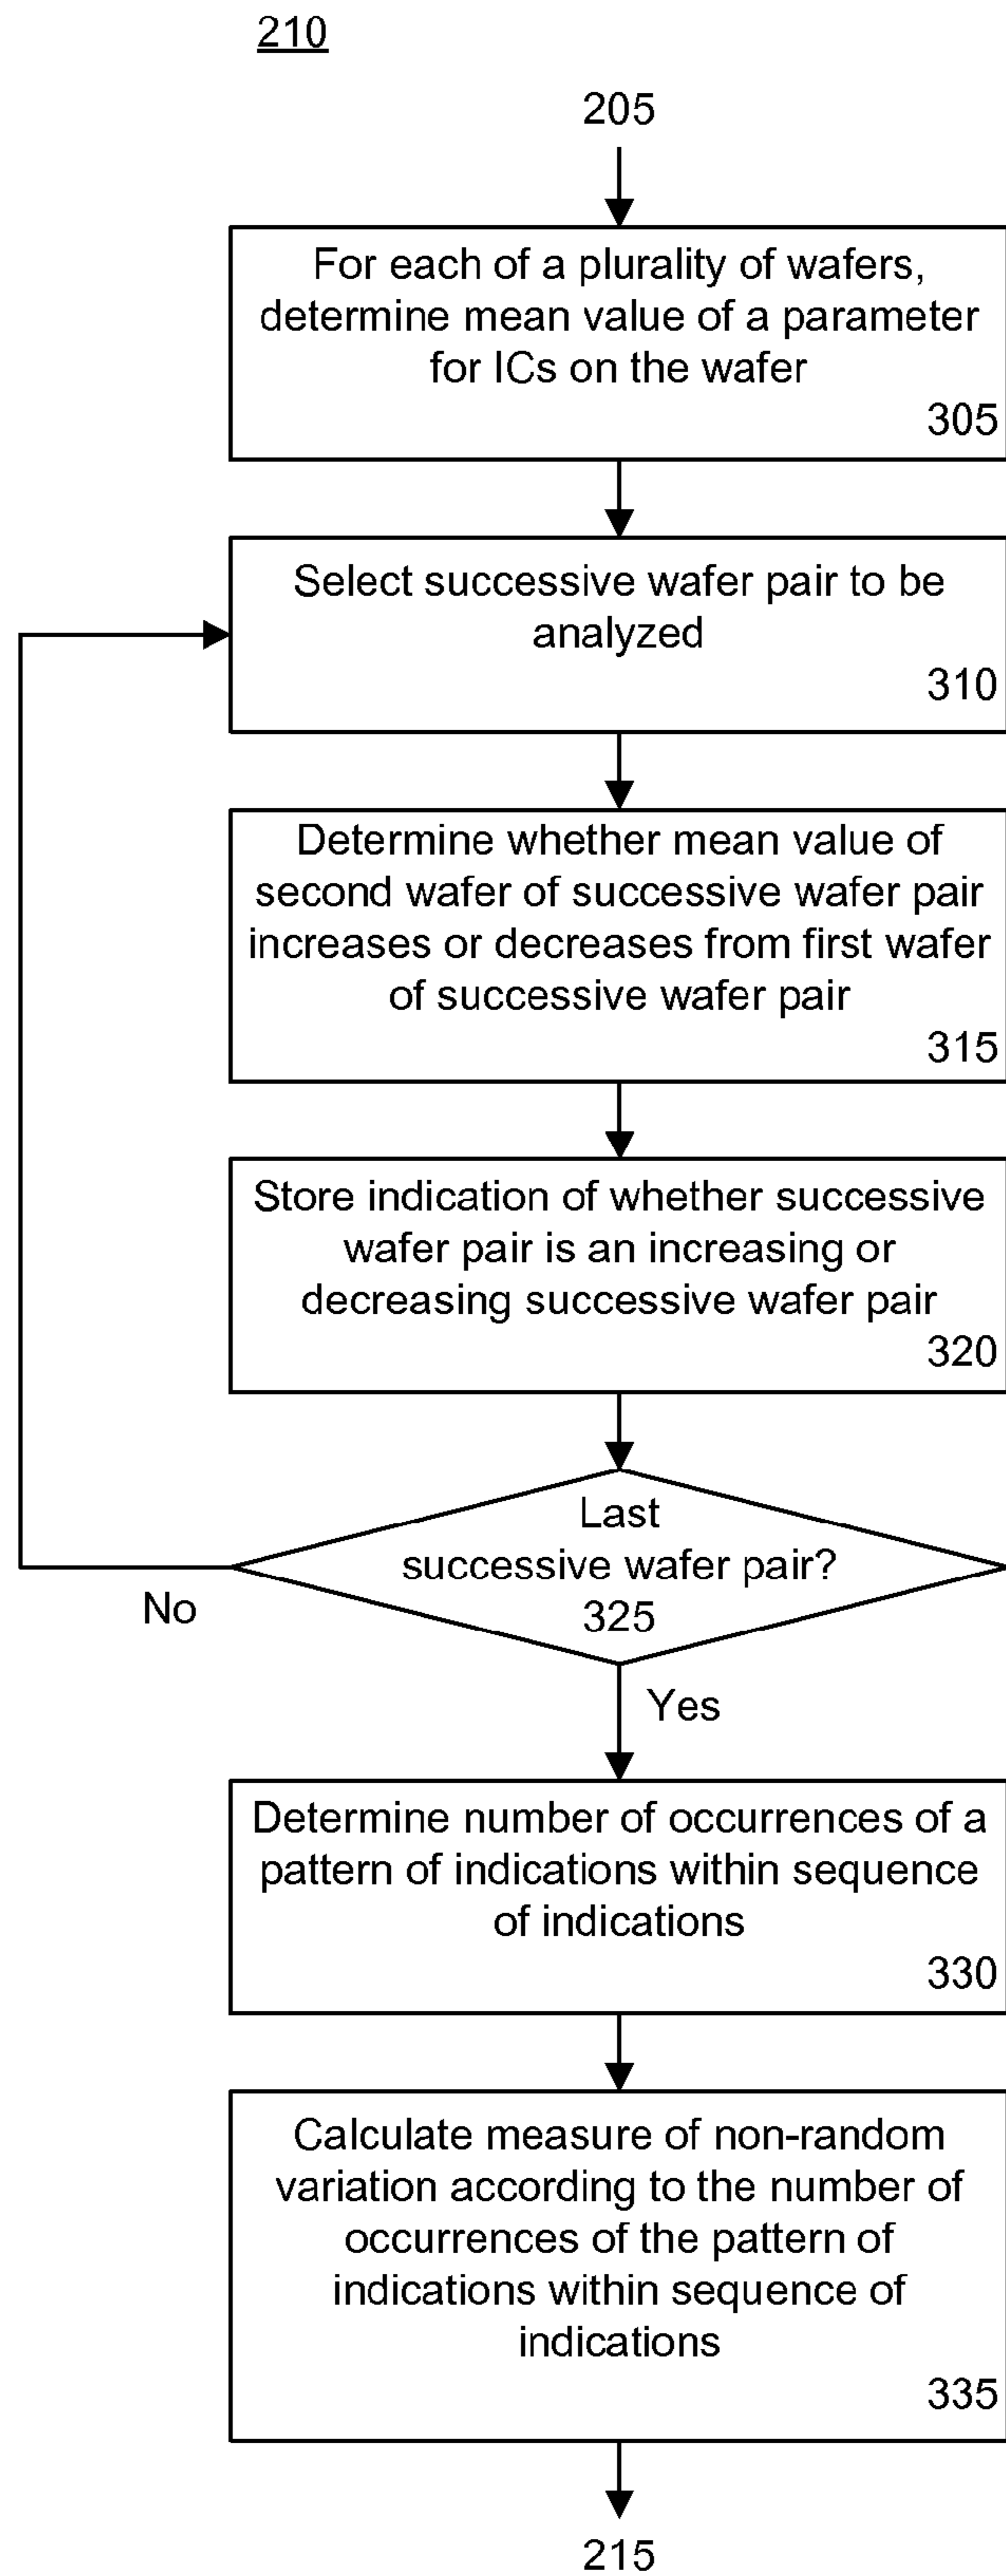 210
205
For each of a plurality of wafers,
determine mean value of a parameter
for ICs on the wafer
305
Select successive wafer pair to be
analyzed
310
Determine whether mean value of
second wafer of successive wafer pair
increases or decreases from first wafer
of successive wafer pair
315
Store indication of whether successive
wafer pair is an increasing or
decreasing successive wafer pair
320
Last
successive wafer pair?
325
No
Yes
Determine number of occurrences of a
pattern of indications within sequence
of indications
330
Calculate measure of non-random
variation according to the number of
occurrences of the pattern of
indications within sequence of
indications
335
215